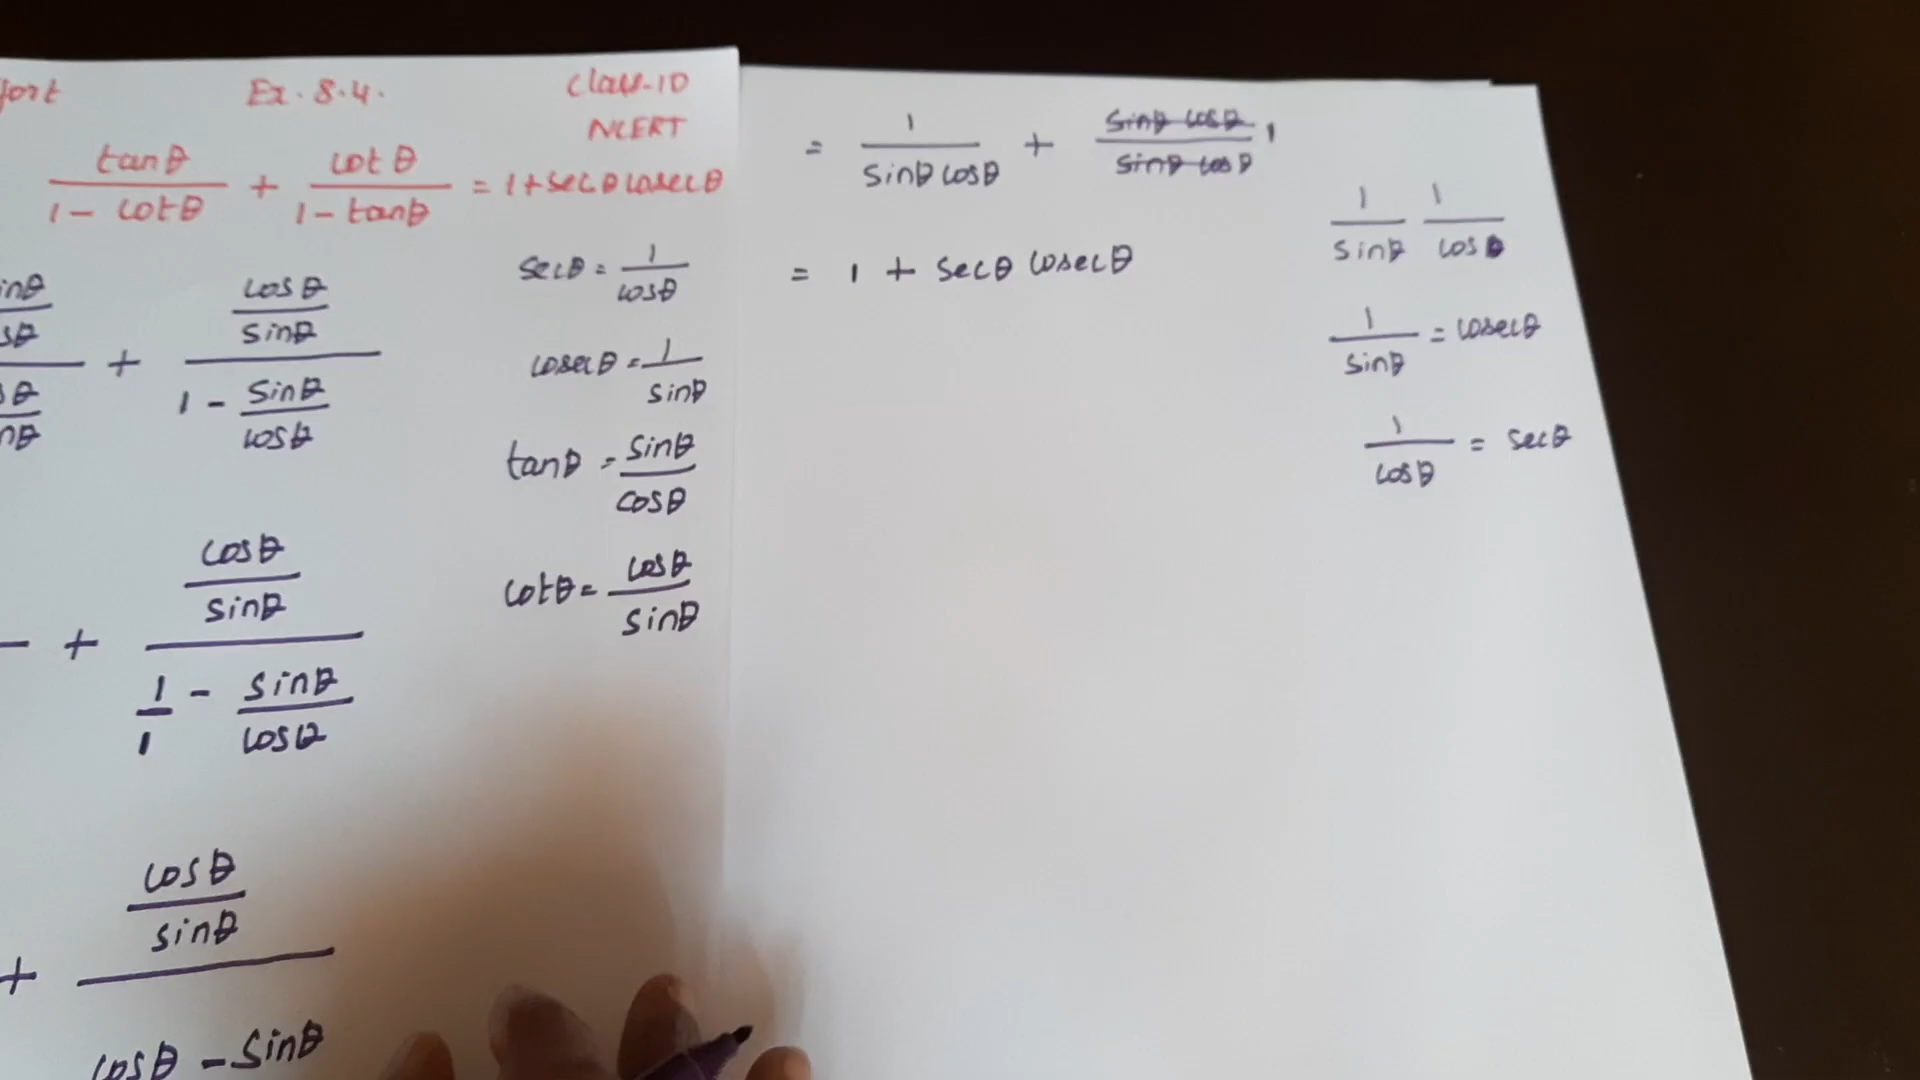 Ex. 8.4.
Class-10
NCERT
tanθ/(1 - cotθ) + cotθ/(1 - tanθ) = 1 + secθ cosecθ
+ (cosθ/sinθ)/(1 - sinθ/cosθ)
+ (cosθ/sinθ)/(1/1 - sinθ/cosθ)
+ (cosθ/sinθ)/
cosθ - sinθ
secθ = 1/cosθ
cosecθ = 1/sinθ
tanθ = sinθ/cosθ
cotθ = cosθ/sinθ
= 1/(sinθ cosθ) + (sinθ cosθ)/(sinθ cosθ) 1
= 1 + secθ cosecθ
1/sinθ 1/cosθ
1/sinθ = cosecθ
1/cosθ = secθ